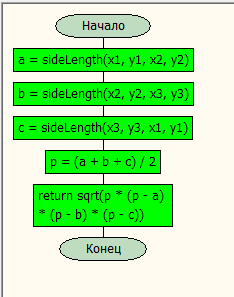 Начало
a = sideLength(x1, y1, x2, y2)
b = sideLength(x2, y2, x3, y3)
c = sideLength(x3, y3, x1, y1)
p = (a + b + c) / 2
return sqrt(p * (p - a)
* (p - b) * (p - c))
Конец